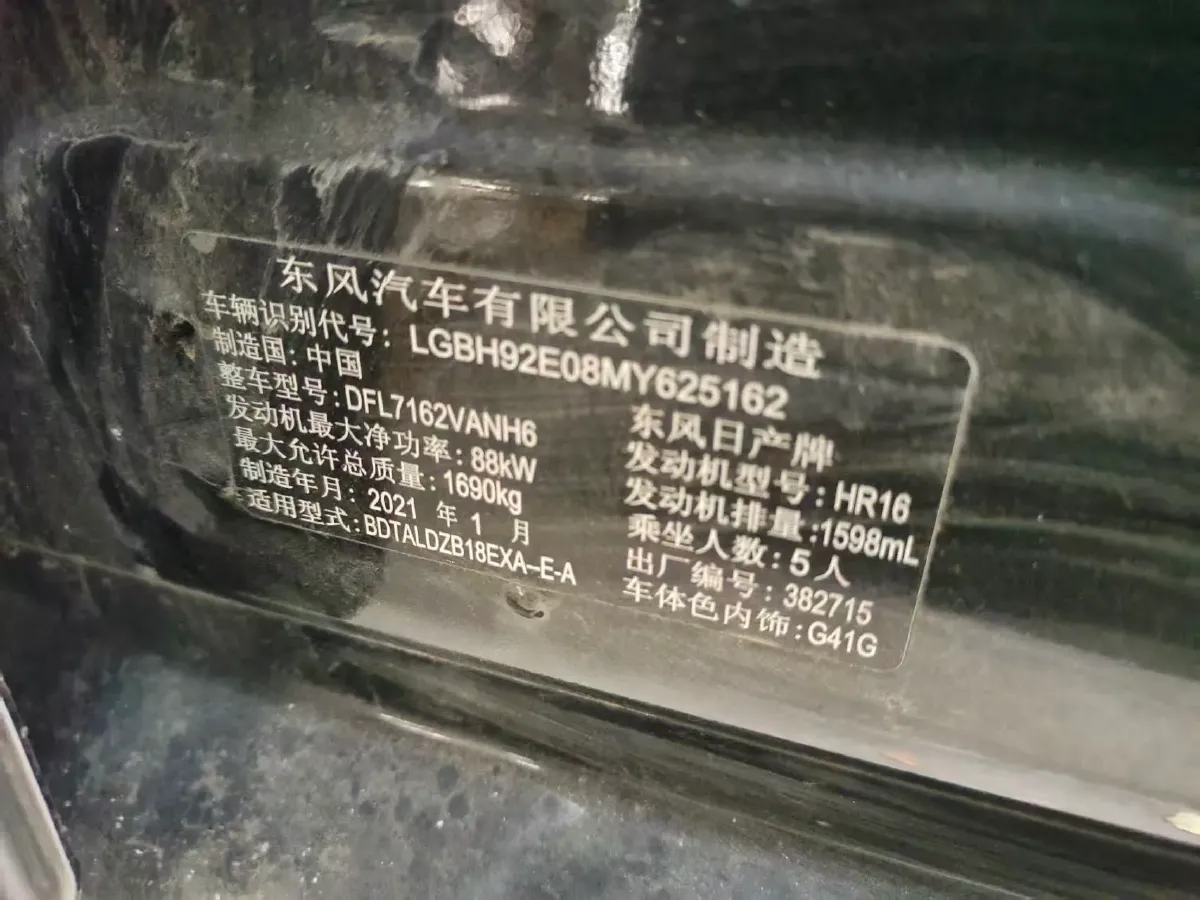 东风汽车有限公司制造
车辆识别代号: LGBH92E08MY625162
制造国: 中国 东风日产牌
整车型号: DFL7162VANH6 发动机型号: HR16
发动机最大净功率: 88kW 发动机排量: 1598mL
最大允许总质量: 1690kg 乘坐人数: 5人
制造年月: 2021 年 1 月 出厂编号: 382715
适用型式: BDTALDZB18EXA-E-A 车体色内饰: G41G